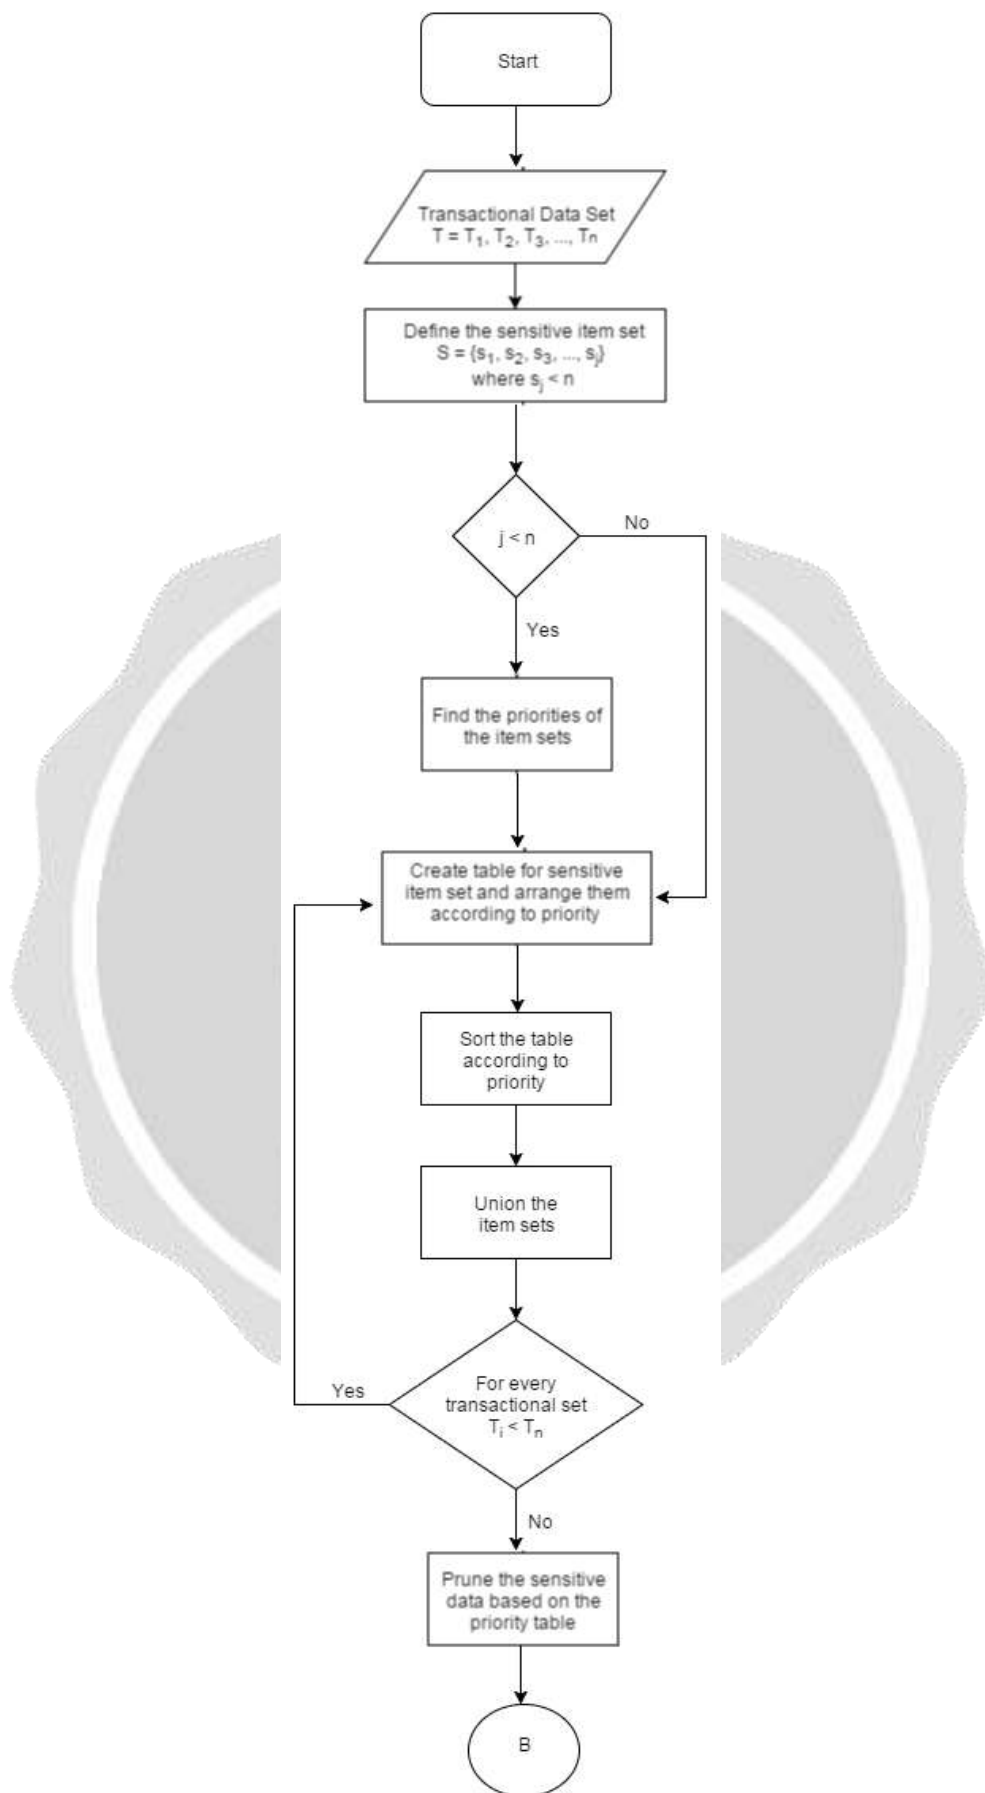 Start
Transactional Data Set
T = T₁, T₂, T₃, ..., Tn
Define the sensitive item set
S = {s₁, s₂, s₃, ..., sⱼ}
where sⱼ < n
j < n
No
Yes
Find the priorities of
the item sets
Create table for sensitive
item set and arrange them
according to priority
Sort the table
according to
priority
Union the
item sets
For every
transactional set
Tᵢ < Tₙ
Yes
No
Prune the sensitive
data based on the
priority table
B